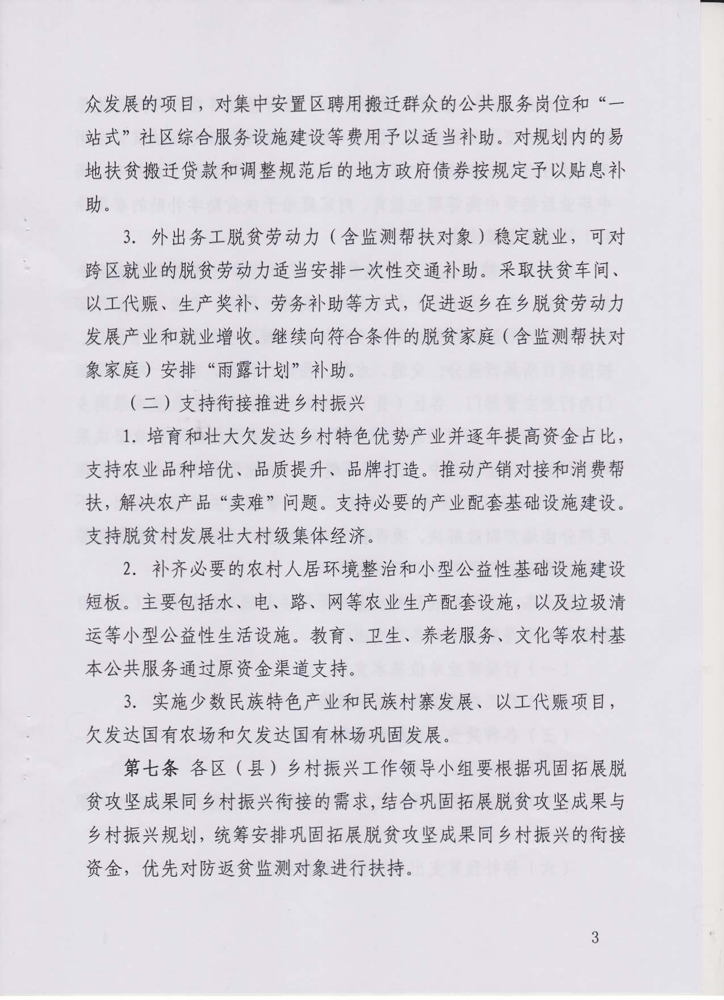 众发展的项目，对集中安置区聘用搬迁群众的公共服务岗位和“一
站式”社区综合服务设施建设等费用予以适当补助。对规划内的易
地扶贫搬迁贷款和调整规范后的地方政府债券按规定予以贴息补
助。
3. 外出务工脱贫劳动力（含监测帮扶对象）稳定就业，可对
跨区就业的脱贫劳动力适当安排一次性交通补助。采取扶贫车间、
以工代赈、生产奖补、劳务补助等方式，促进返乡在乡脱贫劳动力
发展产业和就业增收。继续向符合条件的脱贫家庭（含监测帮扶对
象家庭）安排“雨露计划”补助。
（二）支持衔接推进乡村振兴
1. 培育和壮大欠发达乡村特色优势产业并逐年提高资金占比，
支持农业品种培优、品质提升、品牌打造。推动产销对接和消费帮
扶，解决农产品“卖难”问题。支持必要的产业配套基础设施建设。
支持脱贫村发展壮大村级集体经济。
2. 补齐必要的农村人居环境整治和小型公益性基础设施建设
短板。主要包括水、电、路、网等农业生产配套设施，以及垃圾清
运等小型公益性生活设施。教育、卫生、养老服务、文化等农村基
本公共服务通过原资金渠道支持。
3. 实施少数民族特色产业和民族村寨发展、以工代赈项目，
欠发达国有农场和欠发达国有林场巩固发展。
第七条 各区（县）乡村振兴工作领导小组要根据巩固拓展脱
贫攻坚成果同乡村振兴衔接的需求,结合巩固拓展脱贫攻坚成果与
乡村振兴规划，统筹安排巩固拓展脱贫攻坚成果同乡村振兴的衔接
资金，优先对防返贫监测对象进行扶持。
3